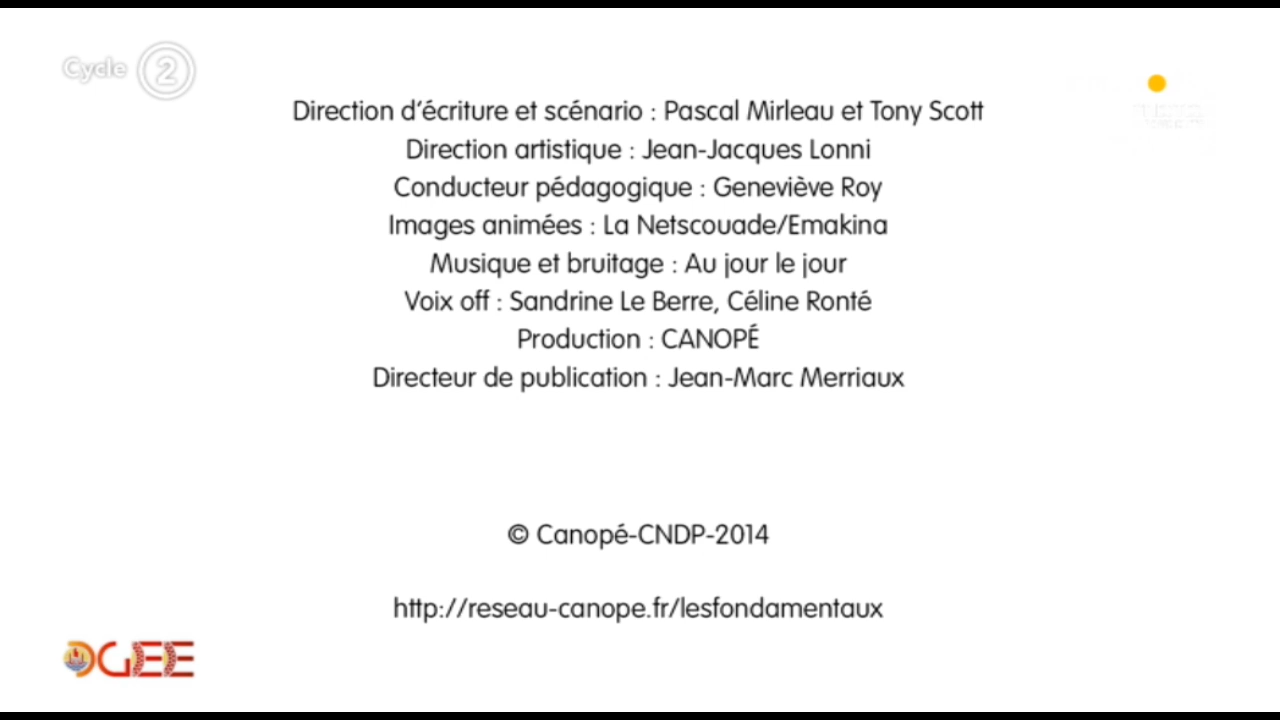 Cycle 2
Direction d'écriture et scénario : Pascal Mirleau et Tony Scott
Direction artistique : Jean-Jacques Lonni
Conducteur pédagogique : Geneviève Roy
Images animées : La Netscouade/Emakina
Musique et bruitage : Au jour le jour
Voix off : Sandrine Le Berre, Céline Ronté
Production : CANOPÉ
Directeur de publication : Jean-Marc Merriaux
© Canopé-CNDP-2014
http://reseau-canope.fr/lesfondamentaux
DGEE